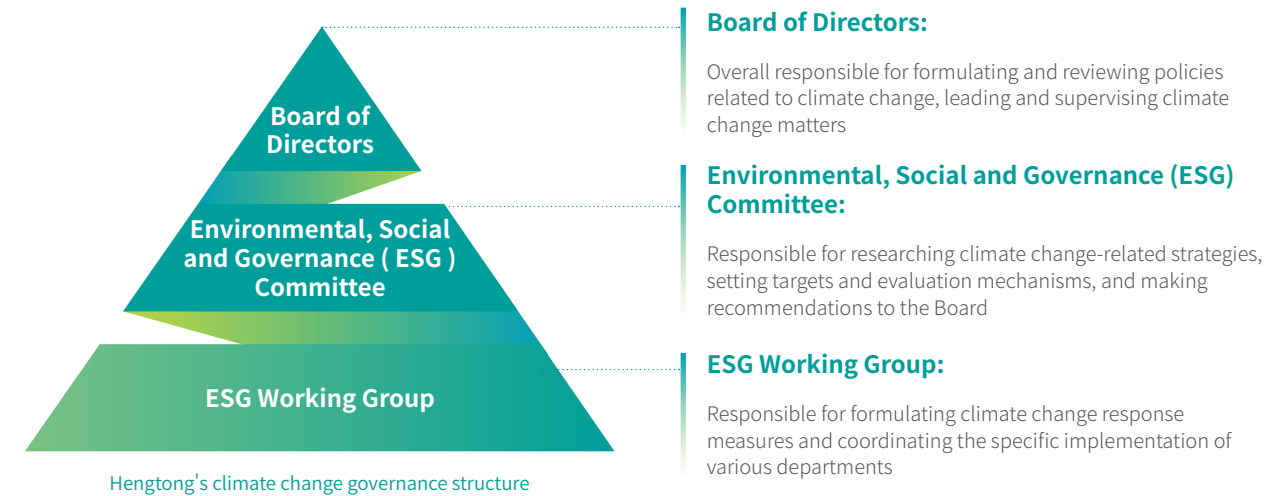 Board of
Directors
Environmental, Social
and Governance ( ESG )
Committee
ESG Working Group
Hengtong's climate change governance structure
Board of Directors:
Overall responsible for formulating and reviewing policies
related to climate change, leading and supervising climate
change matters
Environmental, Social and Governance (ESG)
Committee:
Responsible for researching climate change-related strategies,
setting targets and evaluation mechanisms, and making
recommendations to the Board
ESG Working Group:
Responsible for formulating climate change response
measures and coordinating the specific implementation of
various departments